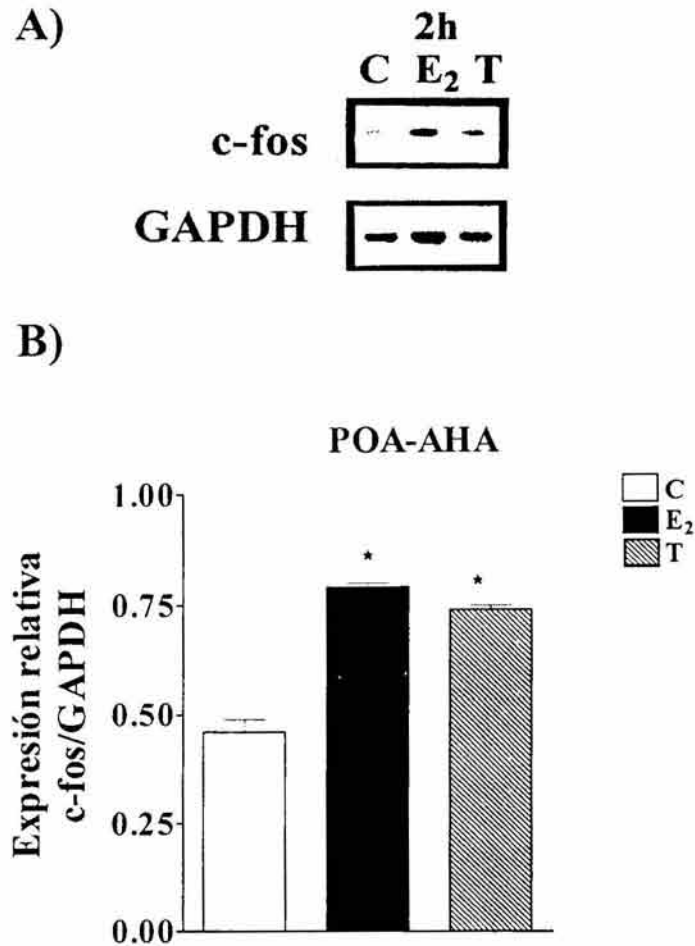 A)
2h
C E₂ T
c-fos
GAPDH
B)
POA-AHA
C
E₂
T
Expresión relativa
c-fos/GAPDH
1.00
*
*
0.75
0.50
0.25
0.00